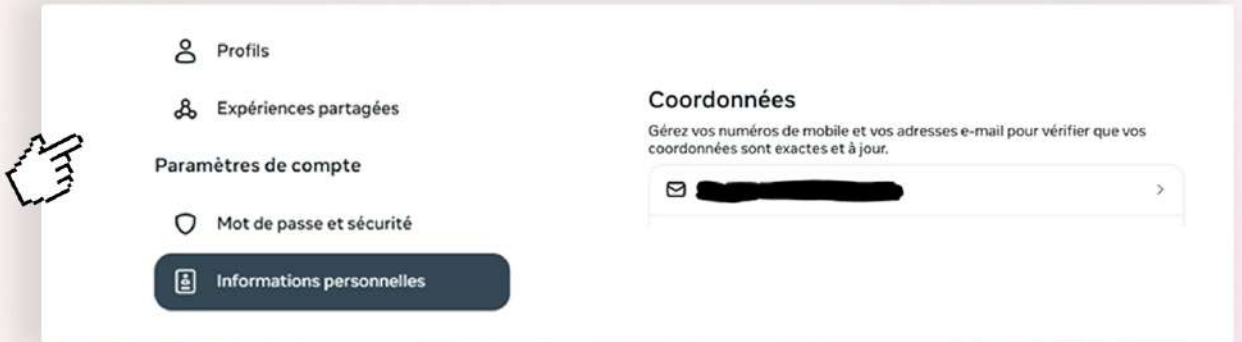 Profils
Expériences partagées
Paramètres de compte
Mot de passe et sécurité
Informations personnelles
Coordonnées
Gérez vos numéros de mobile et vos adresses e-mail pour vérifier que vos
coordonnées sont exactes et à jour.